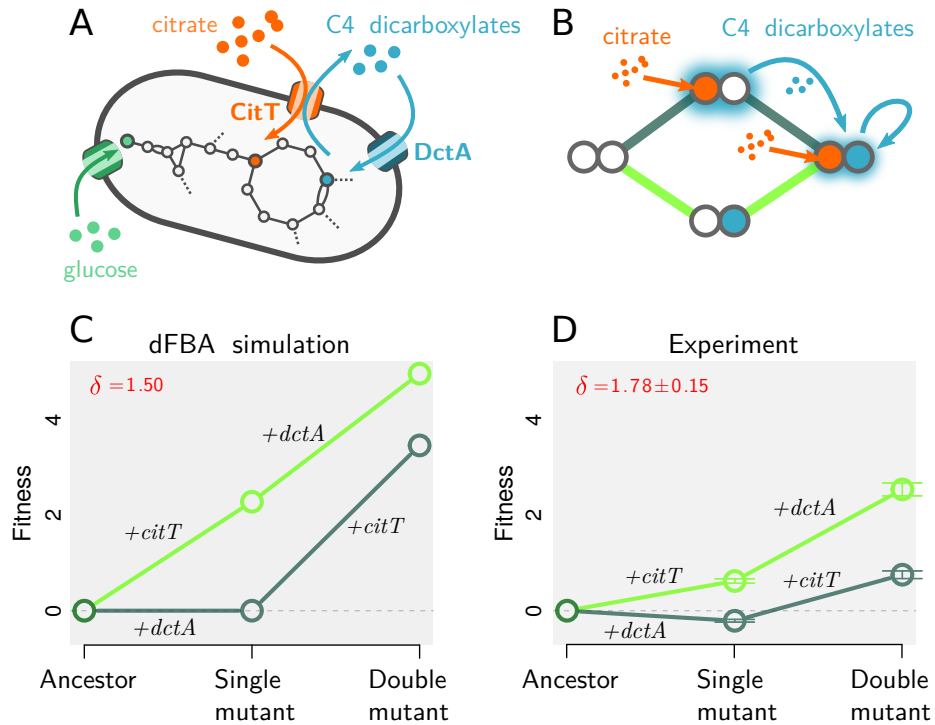 A
citrate
C4 dicarboxylates
CitT
DctA
glucose
B
C4 dicarboxylates
citrate
citrate
C
dFBA simulation
δ =1.50
Fitness
0
2
4
+citT
+dctA
+dctA
+citT
Ancestor
Single
mutant
Double
mutant
D
Experiment
δ =1.78±0.15
Fitness
0
2
4
+citT
+dctA
+dctA
+citT
Ancestor
Single
mutant
Double
mutant